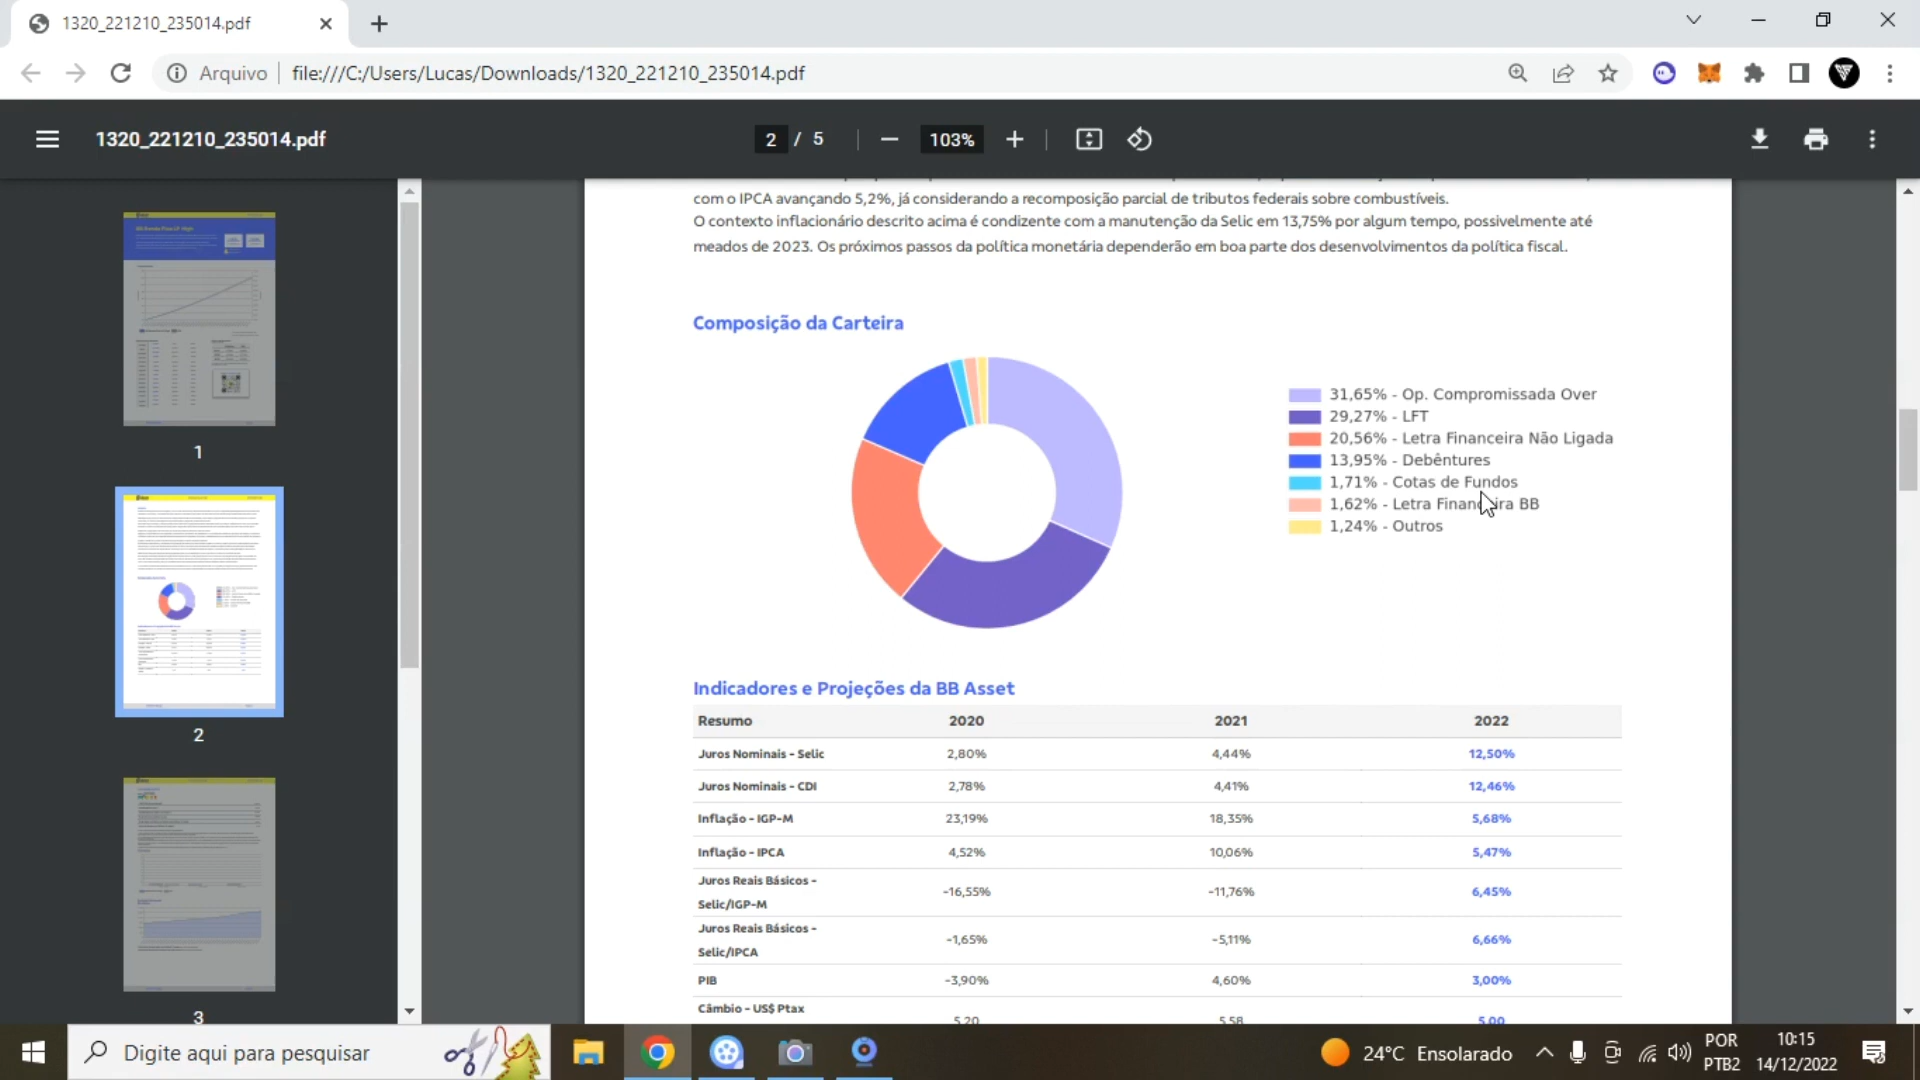 1320_221210_235014.pdf
Arquivo
file:///C:/Users/Lucas/Downloads/1320_221210_235014.pdf
1320_221210_235014.pdf
2 / 5
103%
1
2
3
com o IPCA avançando 5,2%, já considerando a recomposição parcial de tributos federais sobre combustíveis.
O contexto inflacionário descrito acima é condizente com a manutenção da Selic em 13,75% por algum tempo, possivelmente até
meados de 2023. Os próximos passos da política monetária dependerão em boa parte dos desenvolvimentos da política fiscal.
Composição da Carteira
31,65% - Op. Compromissada Over
29,27% - LFT
20,56% - Letra Financeira Não Ligada
13,95% - Debêntures
1,71% - Cotas de Fundos
1,62% - Letra Financeira BB
1,24% - Outros
Indicadores e Projeções da BB Asset
Resumo 2020 2021 2022
Juros Nominais - Selic 2,80% 4,44% 12,50%
Juros Nominais - CDI 2,78% 4,41% 12,46%
Inflação - IGP-M 23,19% 18,35% 5,68%
Inflação - IPCA 4,52% 10,06% 5,47%
Juros Reais Básicos -
Selic/IGP-M -16,55% -11,76% 6,45%
Juros Reais Básicos -
Selic/IPCA -1,65% -5,11% 6,66%
PIB -3,90% 4,60% 3,00%
Câmbio - US$ Ptax
5,20 5,58 5,00
Digite aqui para pesquisar
24°C Ensolarado
POR
PTB2
10:15
14/12/2022